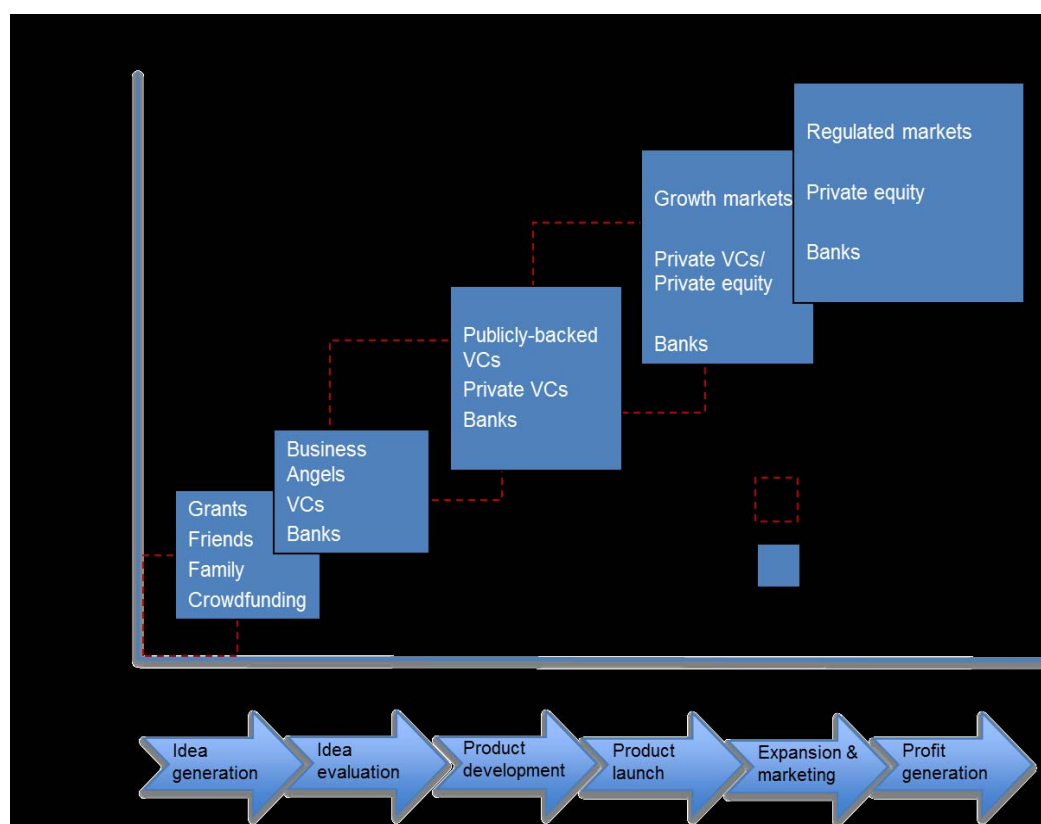 Regulated markets
Private equity
Banks
Growth markets
Private VCs/
Private equity
Banks
Publicly-backed
VCs
Private VCs
Banks
Business
Angels
VCs
Banks
Grants
Friends
Family
Crowdfunding
Idea
generation
Idea
evaluation
Product
development
Product
launch
Expansion &
marketing
Profit
generation